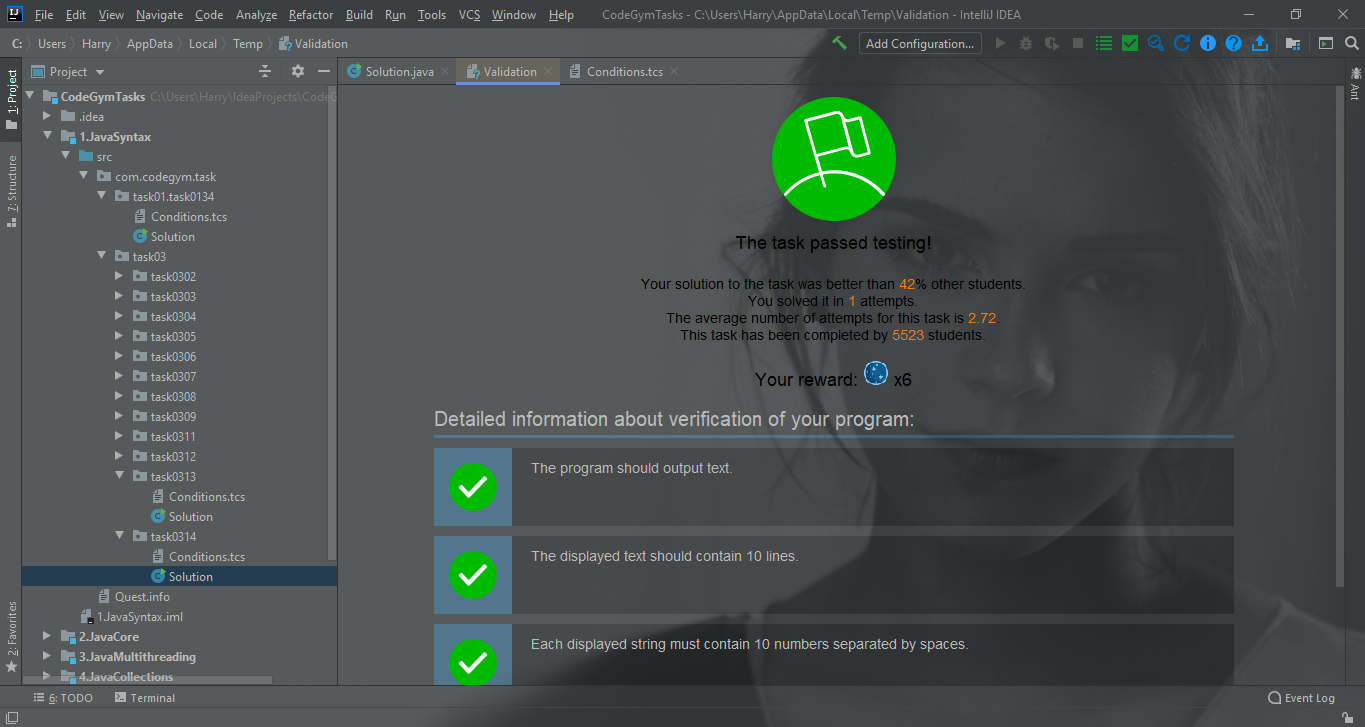 File Edit View Navigate Code Analyze Refactor Build Run Tools VCS Window Help CodeGymTasks - C:\Users\Harry\AppData\Local\Temp\Validation - IntelliJ IDEA
C: Users Harry AppData Local Temp Validation Add Configuration...
Project Solution.java Validation Conditions.tcs
1: Project
7: Structure
2: Favorites
Ant
CodeGymTasks C:\Users\Harry\IdeaProjects\CodeG
.idea
1.JavaSyntax
src
com.codegym.task
task01.task0134
Conditions.tcs
Solution
task03
task0302
task0303
task0304
task0305
task0306
task0307
task0308
task0309
task0311
task0312
task0313
Conditions.tcs
Solution
task0314
Conditions.tcs
Solution
Quest.info
1.JavaSyntax.iml
2.JavaCore
3.JavaMultithreading
4.JavaCollections
The task passed testing!
Your solution to the task was better than 42% other students.
You solved it in 1 attempts.
The average number of attempts for this task is 2.72
This task has been completed by 5523 students.
Your reward: x6
Detailed information about verification of your program:
The program should output text.
The displayed text should contain 10 lines.
Each displayed string must contain 10 numbers separated by spaces.
6: TODO Terminal Event Log